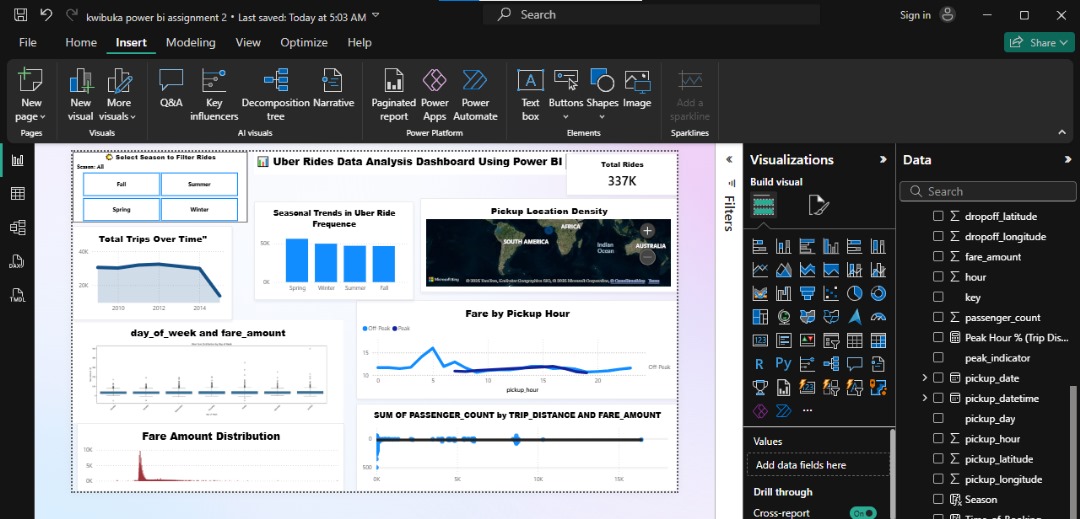 kwibuka power bi assignment 2 • Last saved: Today at 5:03 AM
Search
Sign in
File Home Insert Modeling View Optimize Help
Share
New page
New visual
More visuals
Q&A
Key influencers
Decomposition tree
Narrative
Paginated report
Power Apps
Power Automate
Text box
Buttons
Shapes
Image
Add a sparkline
Pages
Visuals
AI visuals
Power Platform
Elements
Sparklines
Select Season to Filter Rides
Season: All
Fall
Summer
Spring
Winter
Uber Rides Data Analysis Dashboard Using Power BI
Total Rides
337K
Total Trips Over Time"
40K
20K
2010 2012 2014
Seasonal Trends in Uber Ride
Frequence
50K
0K
Spring Winter Summer Fall
Pickup Location Density
AFRICA
SOUTH AMERICA
Indian
Ocean
AUSTRALIA
day_of_week and fare_amount
Fare by Pickup Hour
Off Peak Peak
15
10
Off Peak
0 5 10 15 20
pickup_hour
Fare Amount Distribution
10K
5K
0K
SUM OF PASSENGER_COUNT by TRIP_DISTANCE AND FARE_AMOUNT
0
500
0K 5K 10K 15K
Filters
Visualizations
Build visual
123
R Py
Values
Add data fields here
Drill through
Cross-report
On
Data
Search
dropoff_latitude
dropoff_longitude
fare_amount
hour
key
passenger_count
Peak Hour % (Trip Dis...
peak_indicator
pickup_date
pickup_datetime
pickup_day
pickup_hour
pickup_latitude
pickup_longitude
Season